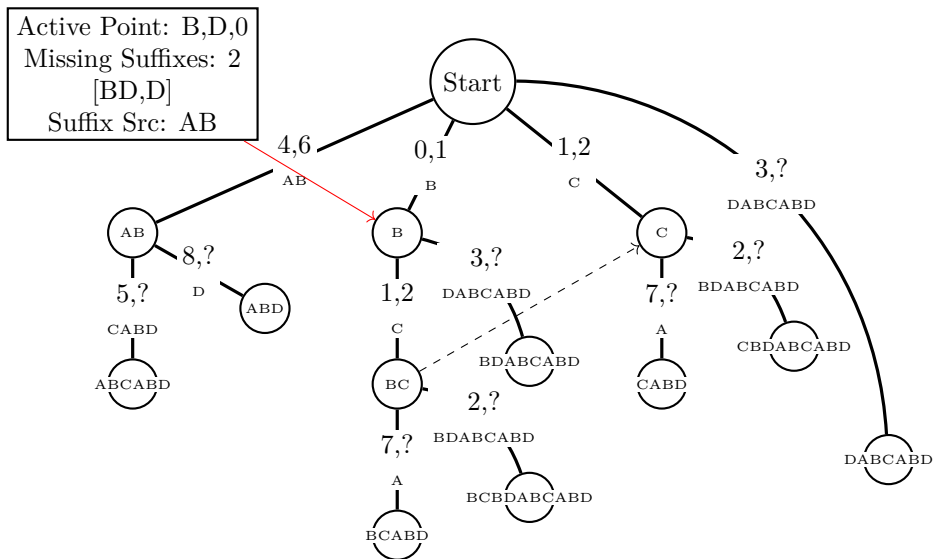 Active Point: B,D,0
Missing Suffixes: 2
[BD,D]
Suffix Src: AB
Start
4,6
AB
0,1
B
1,2
C
3,?
DABCABD
AB
B
C
8,?
D
5,?
CABD
3,?
DABCABD
1,2
C
2,?
BDABCABD
7,?
A
ABD
ABCABD
BDABCABD
BC
CBDABCABD
CABD
2,?
BDABCABD
7,?
A
DABCABD
BCBDABCABD
BCABD